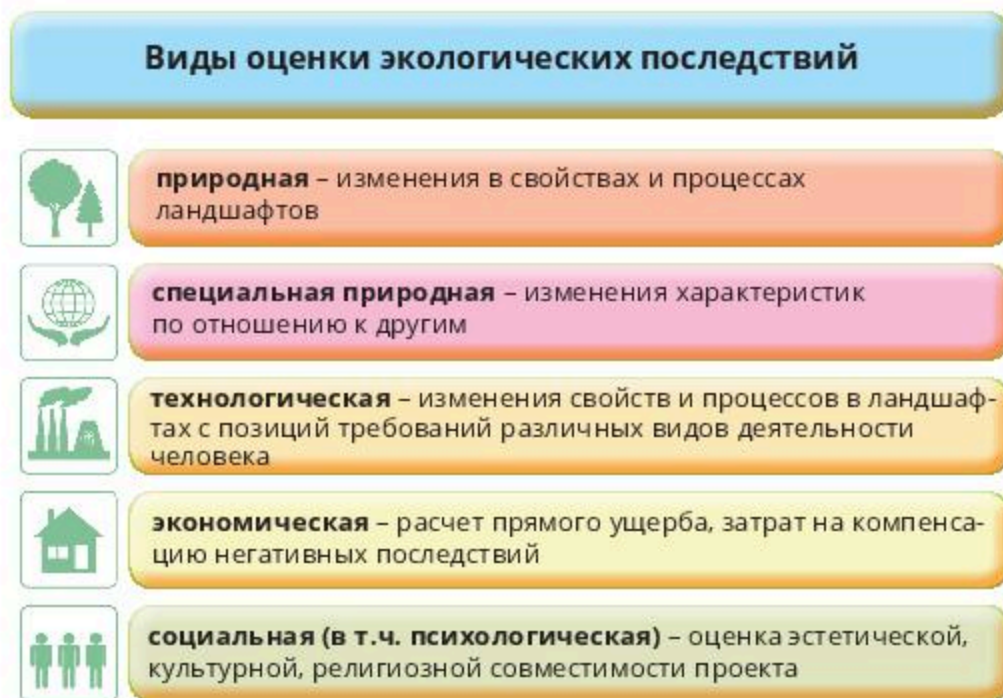 Виды оценки экологических последствий
природная – изменения в свойствах и процессах
ландшафтов
специальная природная – изменения характеристик
по отношению к другим
технологическая – изменения свойств и процессов в ландшаф-
тах с позиций требований различных видов деятельности
человека
экономическая – расчет прямого ущерба, затрат на компенса-
цию негативных последствий
социальная (в т.ч. психологическая) – оценка эстетической,
культурной, религиозной совместимости проекта